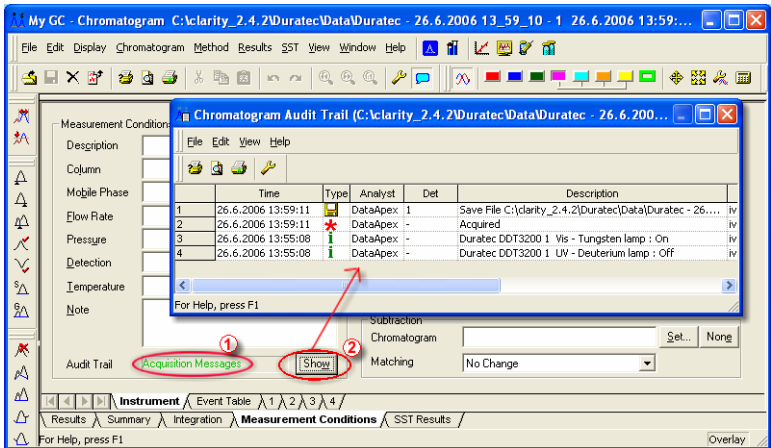 My GC - Chromatogram C:\clarity_2.4.2\Duratec\Data\Duratec - 26.6.2006 13_59_10 - 1 26.6.2006 13:59:...
File Edit Display Chromatogram Method Results SST View Window Help
Chromatogram Audit Trail (C:\clarity_2.4.2\Duratec\Data\Duratec - 26.6.200...
File Edit View Help
Time Type Analyst Det Description
1 26.6.2006 13:59:11 DataApex 1 Save File C:\clarity_2.4.2\Duratec\Data\Duratec - 26.... iv
2 26.6.2006 13:59:11 DataApex - Acquired iv
3 26.6.2006 13:55:08 DataApex - Duratec DDT3200 1 Vis - Tungsten lamp : On iv
4 26.6.2006 13:55:08 DataApex - Duratec DDT3200 1 UV - Deuterium lamp : Off iv
For Help, press F1
Measurement Conditions
Description
Column
Mobile Phase
Flow Rate
Pressure
Detection
Temperature
Note
Audit Trail Acquisition Messages 1 Show 2
Subtraction
Chromatogram Set... None
Matching No Change
Instrument Event Table 1 2 3 4
Results Summary Integration Measurement Conditions SST Results
For Help, press F1 Overlay